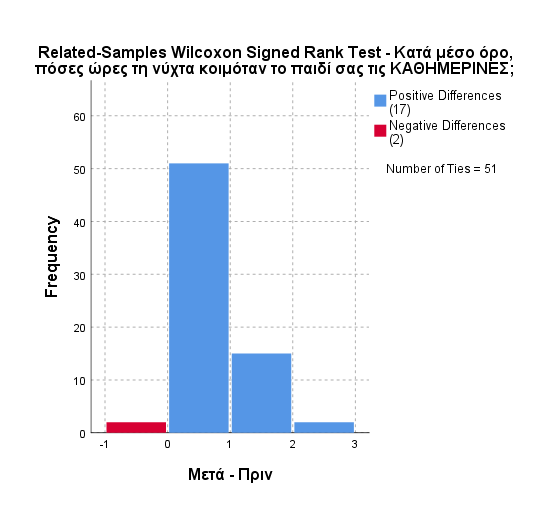 Related-Samples Wilcoxon Signed Rank Test - Κατά μέσο όρο,
πόσες ώρες τη νύχτα κοιμόταν το παιδί σας τις ΚΑΘΗΜΕΡΙΝΕΣ;
Positive Differences
(17)
Negative Differences
(2)
Number of Ties = 51
Frequency
60
50
40
30
20
10
0
-1
0
1
2
3
Μετά - Πριν